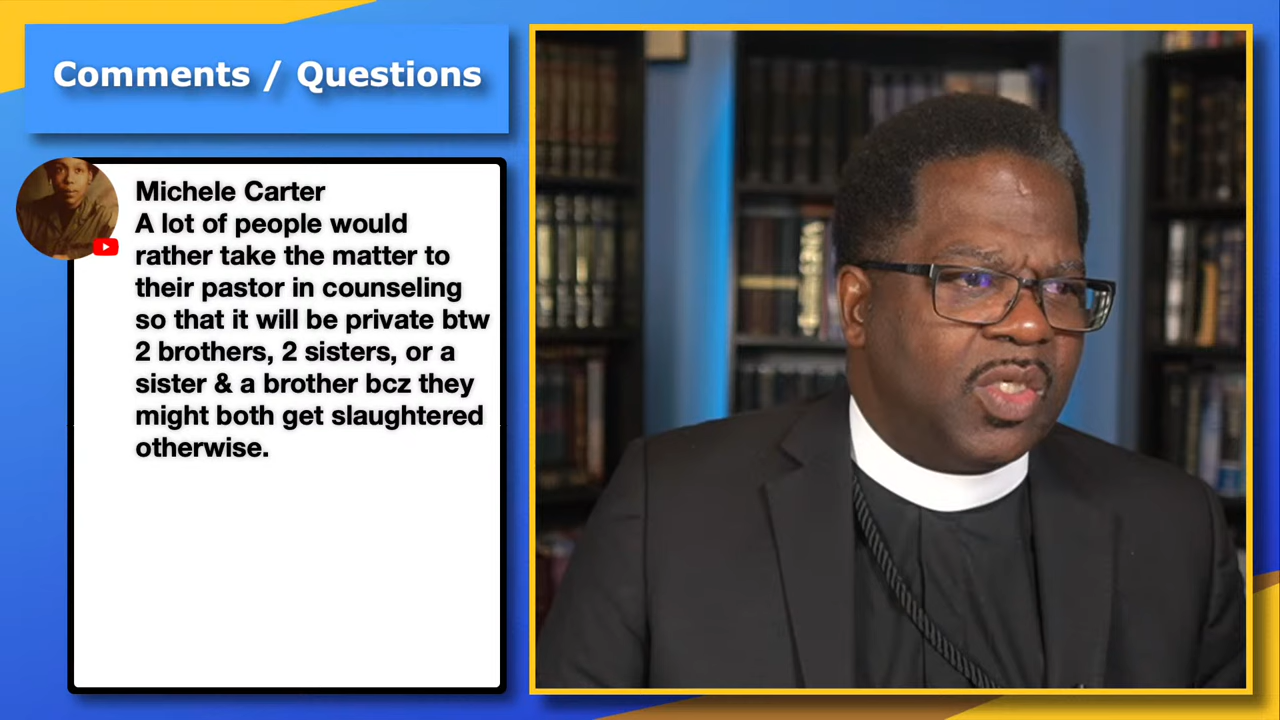 Comments / Questions
Michele Carter
A lot of people would
rather take the matter to
their pastor in counseling
so that it will be private btw
2 brothers, 2 sisters, or a
sister & a brother bcz they
might both get slaughtered
otherwise.